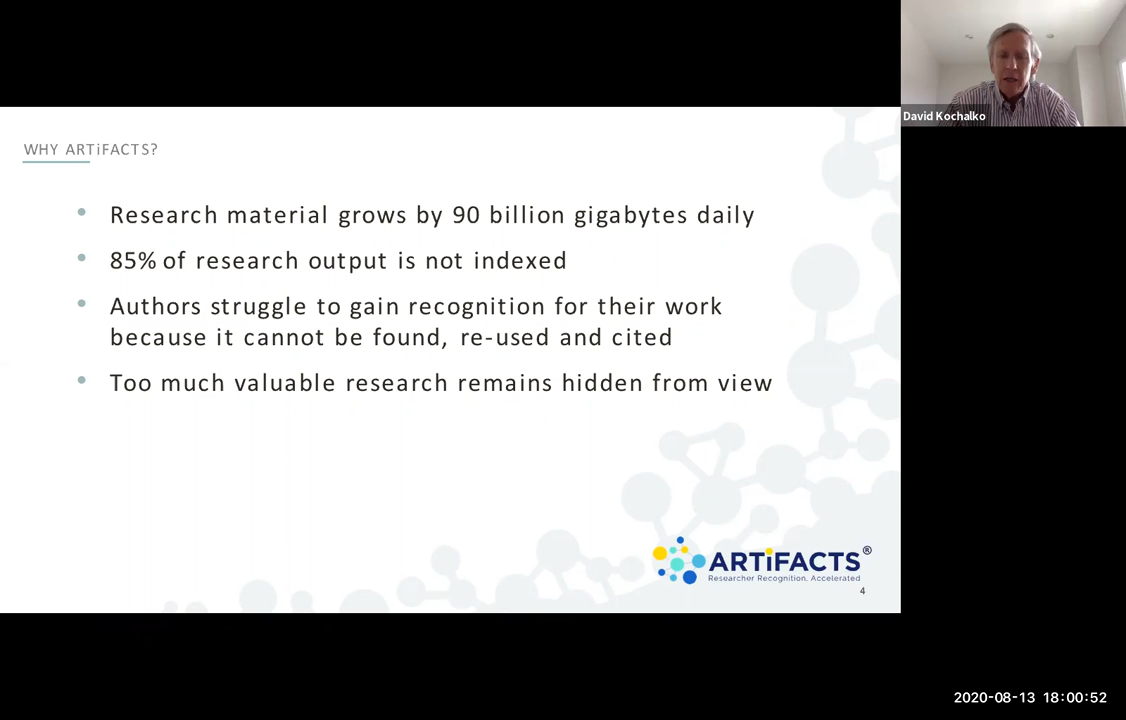 David Kochalko
WHY ARTiFACTS?
• Research material grows by 90 billion gigabytes daily
• 85% of research output is not indexed
• Authors struggle to gain recognition for their work
because it cannot be found, re-used and cited
• Too much valuable research remains hidden from view
ARTiFACTS®
Researcher Recognition, Accelerated
4
2020-08-13 18:00:52